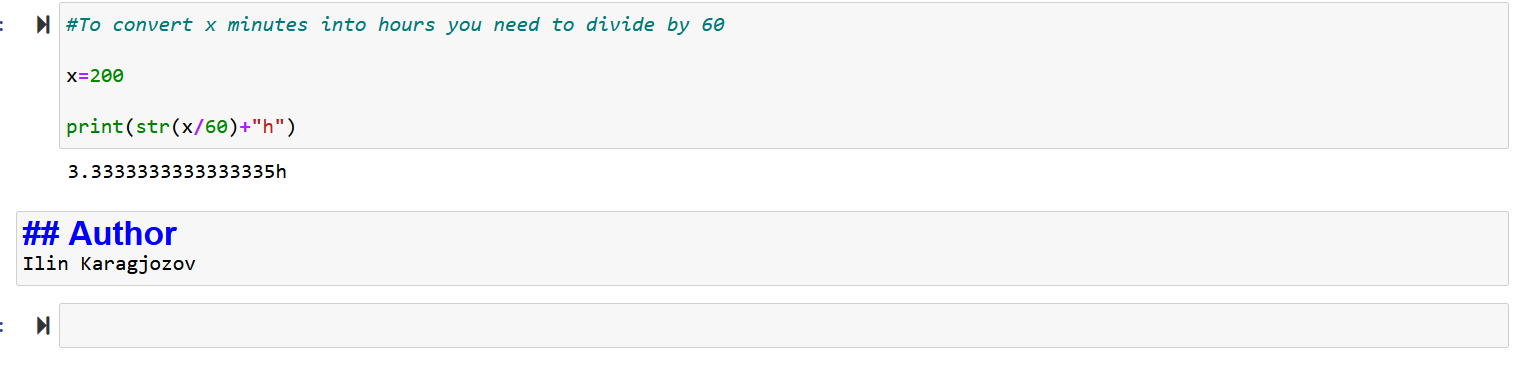 #To convert x minutes into hours you need to divide by 60
x=200
print(str(x/60)+"h")
3.3333333333333335h
## Author
Ilin Karagjozov